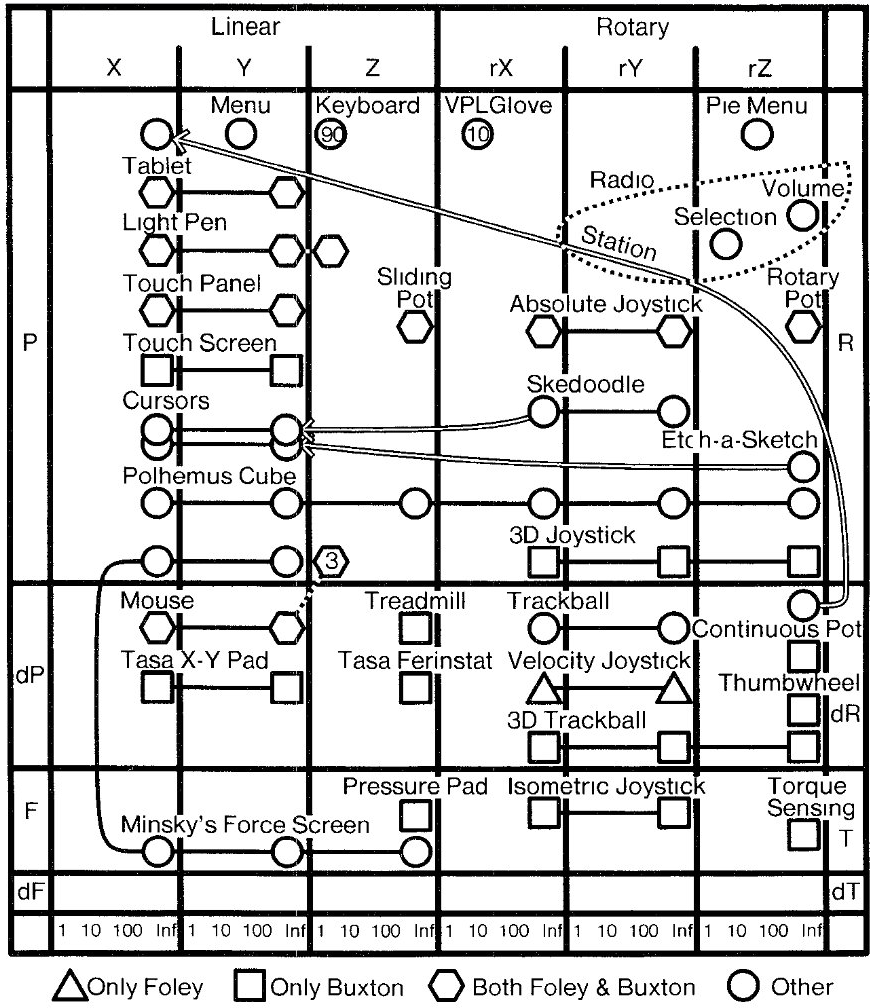 Linear Rotary
X Y Z rX rY rZ
Menu Keyboard VPLGlove Pie Menu
90 10
Tablet Radio Volume
Light Pen Selection
Station
Touch Panel Sliding Pot Absolute Joystick Rotary Pot
P R
Touch Screen
Cursors Skedoodle
Etch-a-Sketch
Polhemus Cube
3D Joystick
3
Mouse Treadmill Trackball
Continuous Pot
Tasa X-Y Pad Tasa Ferinstat Velocity Joystick
dP Thumbwheel
dR
3D Trackball
Pressure Pad Isometric Joystick Torque Sensing
F T
Minsky's Force Screen
dF dT
1 10 100 Inf 1 10 100 Inf 1 10 100 Inf 1 10 100 Inf 1 10 100 Inf 1 10 100 Inf
Only Foley Only Buxton Both Foley & Buxton Other